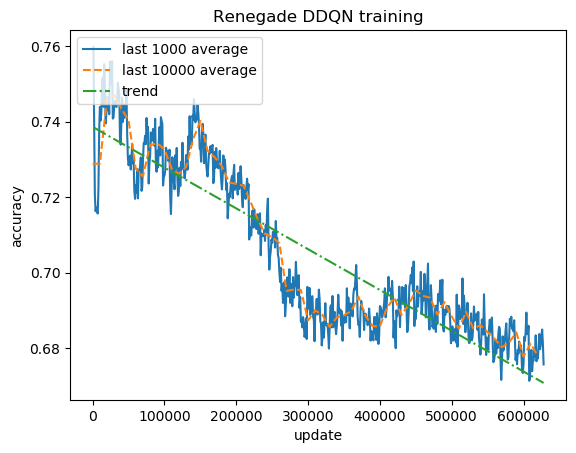 Renegade DDQN training
last 1000 average
last 10000 average
trend
accuracy
0.76
0.74
0.72
0.70
0.68
0
100000
200000
300000
400000
500000
600000
update